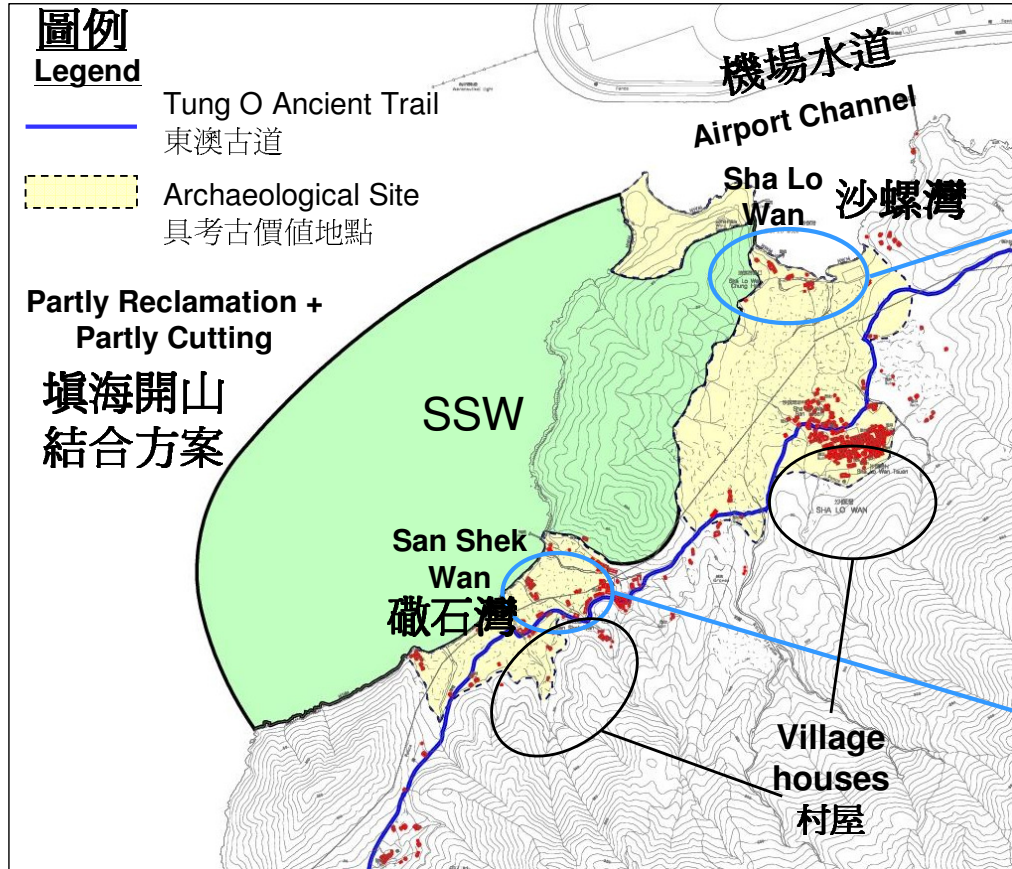 圖例
Legend
Tung O Ancient Trail
東澳古道
Archaeological Site
具考古價值地點
Partly Reclamation +
Partly Cutting
填海開山
結合方案
機場水道
Airport Channel
Sha Lo
Wan
沙螺灣
SSW
SHA LO WAN
San Shek
Wan
䃟石灣
Village
houses
村屋